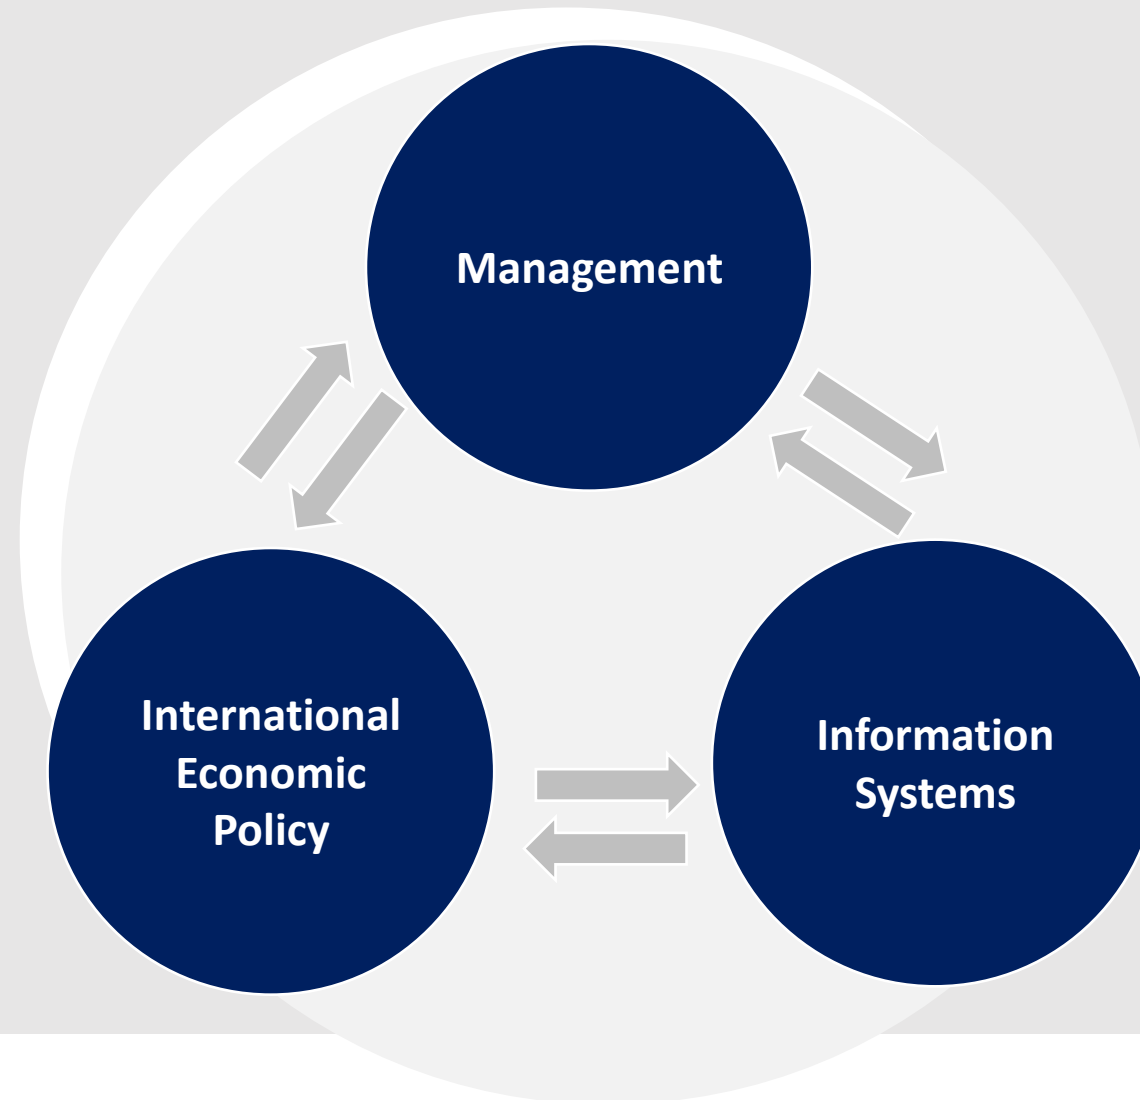 Management
International
Economic
Policy
Information
Systems